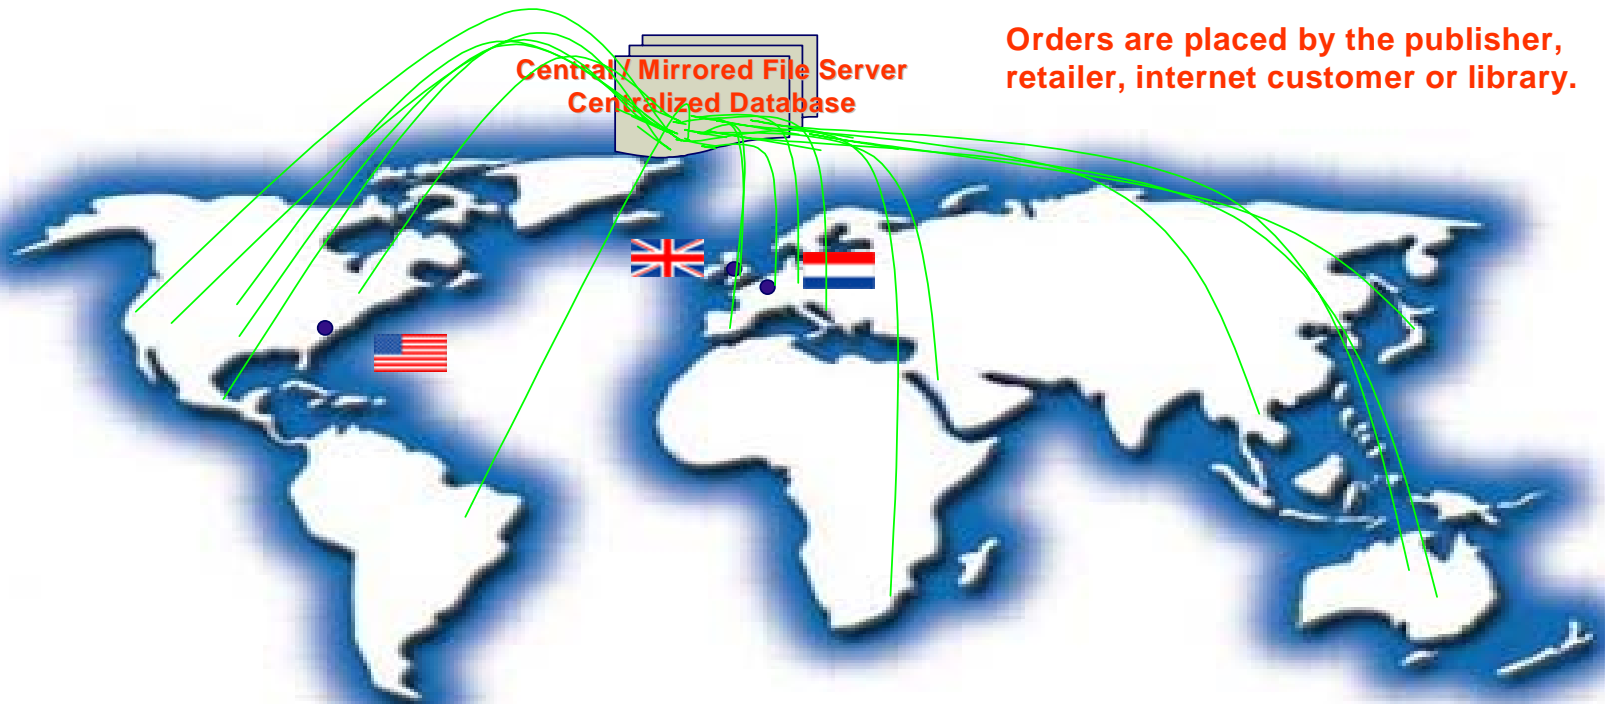 Orders are placed by the publisher,
retailer, internet customer or library.
Central / Mirrored File Server
Centralized Database